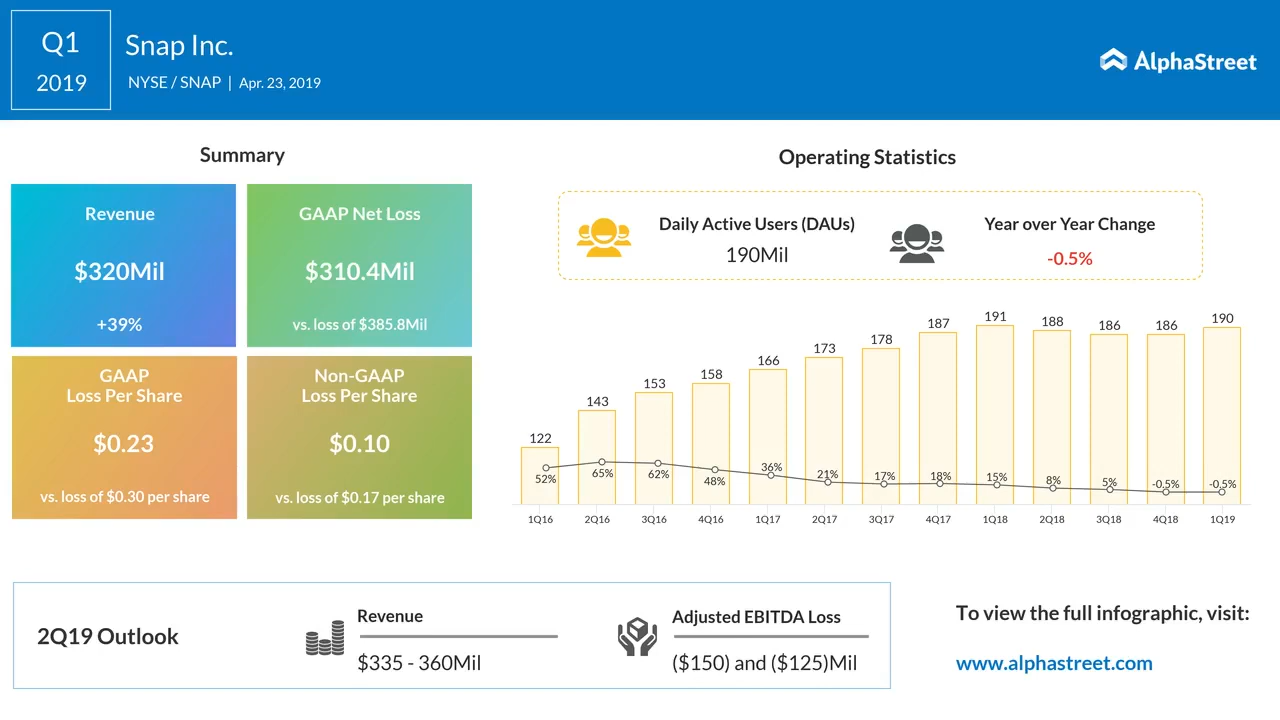 Q1
2019
Snap Inc.
NYSE / SNAP | Apr. 23, 2019
AlphaStreet
Summary
Revenue
$320Mil
+39%
GAAP Net Loss
$310.4Mil
vs. loss of $385.8Mil
GAAP
Loss Per Share
$0.23
vs. loss of $0.30 per share
Non-GAAP
Loss Per Share
$0.10
vs. loss of $0.17 per share
Operating Statistics
Daily Active Users (DAUs)
190Mil
Year over Year Change
-0.5%
122 143 153 158 166 173 178 187 191 188 186 186 190
52% 65% 62% 48% 36% 21% 17% 18% 15% 8% 5% -0.5% -0.5%
1Q16 2Q16 3Q16 4Q16 1Q17 2Q17 3Q17 4Q17 1Q18 2Q18 3Q18 4Q18 1Q19
2Q19 Outlook
Revenue
$335 - 360Mil
Adjusted EBITDA Loss
($150) and ($125)Mil
To view the full infographic, visit:
www.alphastreet.com